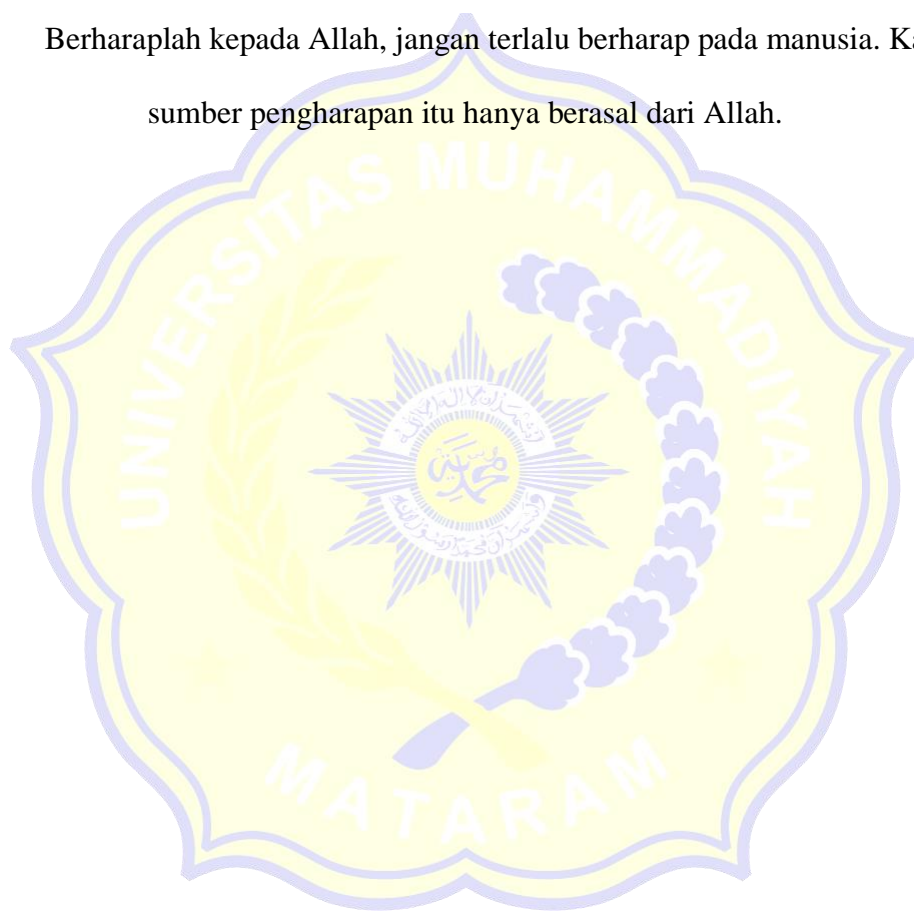 Berharaplah kepada Allah, jangan terlalu berharap pada manusia.
sumber pengharapan itu hanya berasal dari Allah.
UNIVERSITAS MUHAMMADIYAH
MATARAM